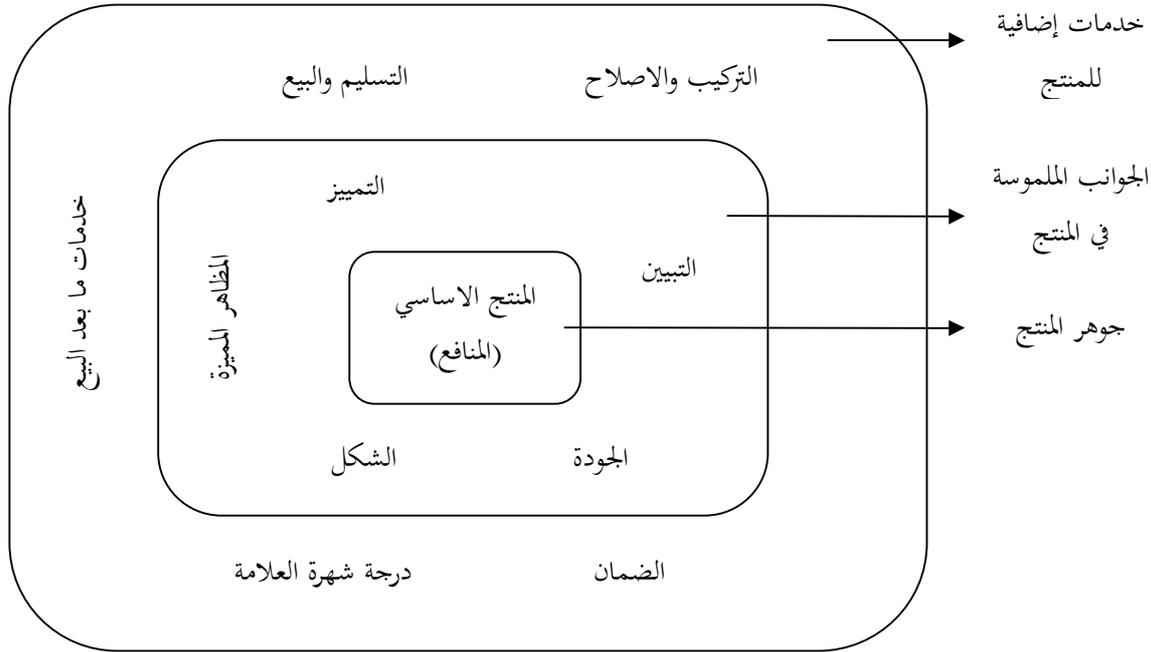 خدمات إضافية
للمنتج
التركيب والاصلاح
التسليم والبيع
الجوانب الملموسة
في المنتج
التمييز
التبيين
خدمات ما بعد البيع
المظاهر المميزة
المنتج الاساسي
(المنافع)
جوهر المنتج
الجودة
الشكل
الضمان
درجة شهرة العلامة